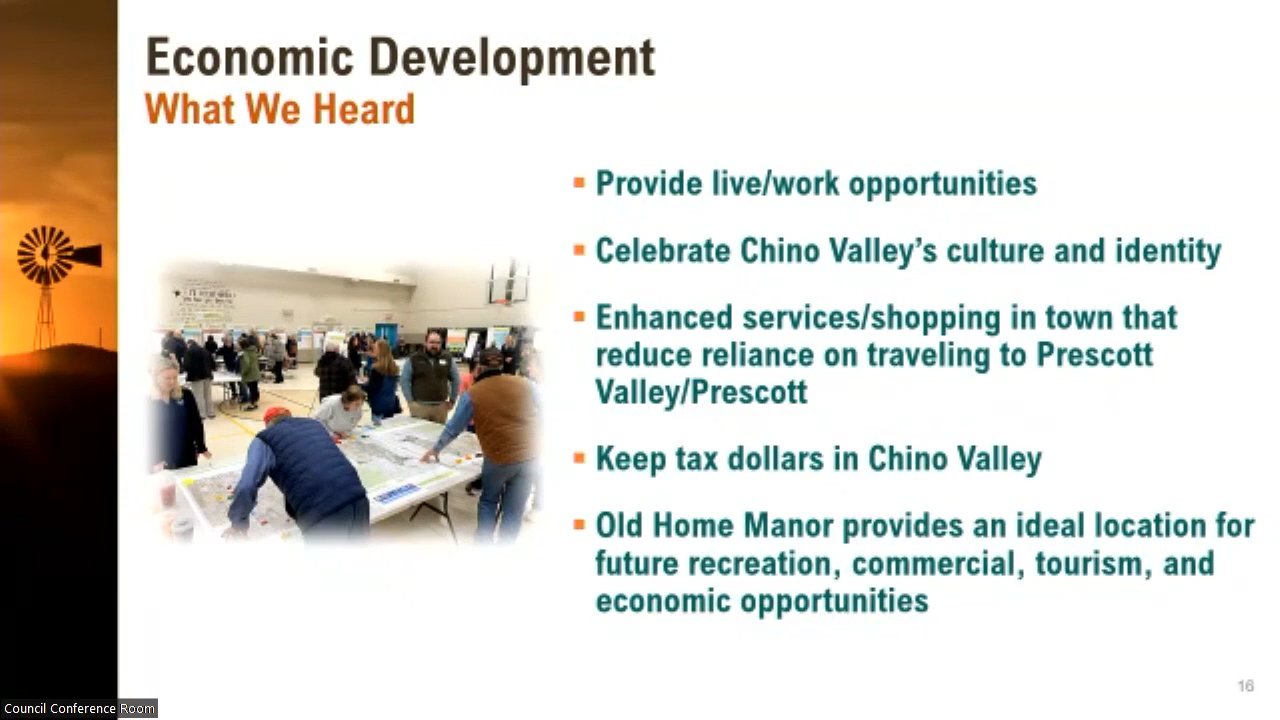 Economic Development
What We Heard
▪ Provide live/work opportunities
▪ Celebrate Chino Valley’s culture and identity
▪ Enhanced services/shopping in town that
reduce reliance on traveling to Prescott
Valley/Prescott
▪ Keep tax dollars in Chino Valley
▪ Old Home Manor provides an ideal location for
future recreation, commercial, tourism, and
economic opportunities
16
Council Conference Room